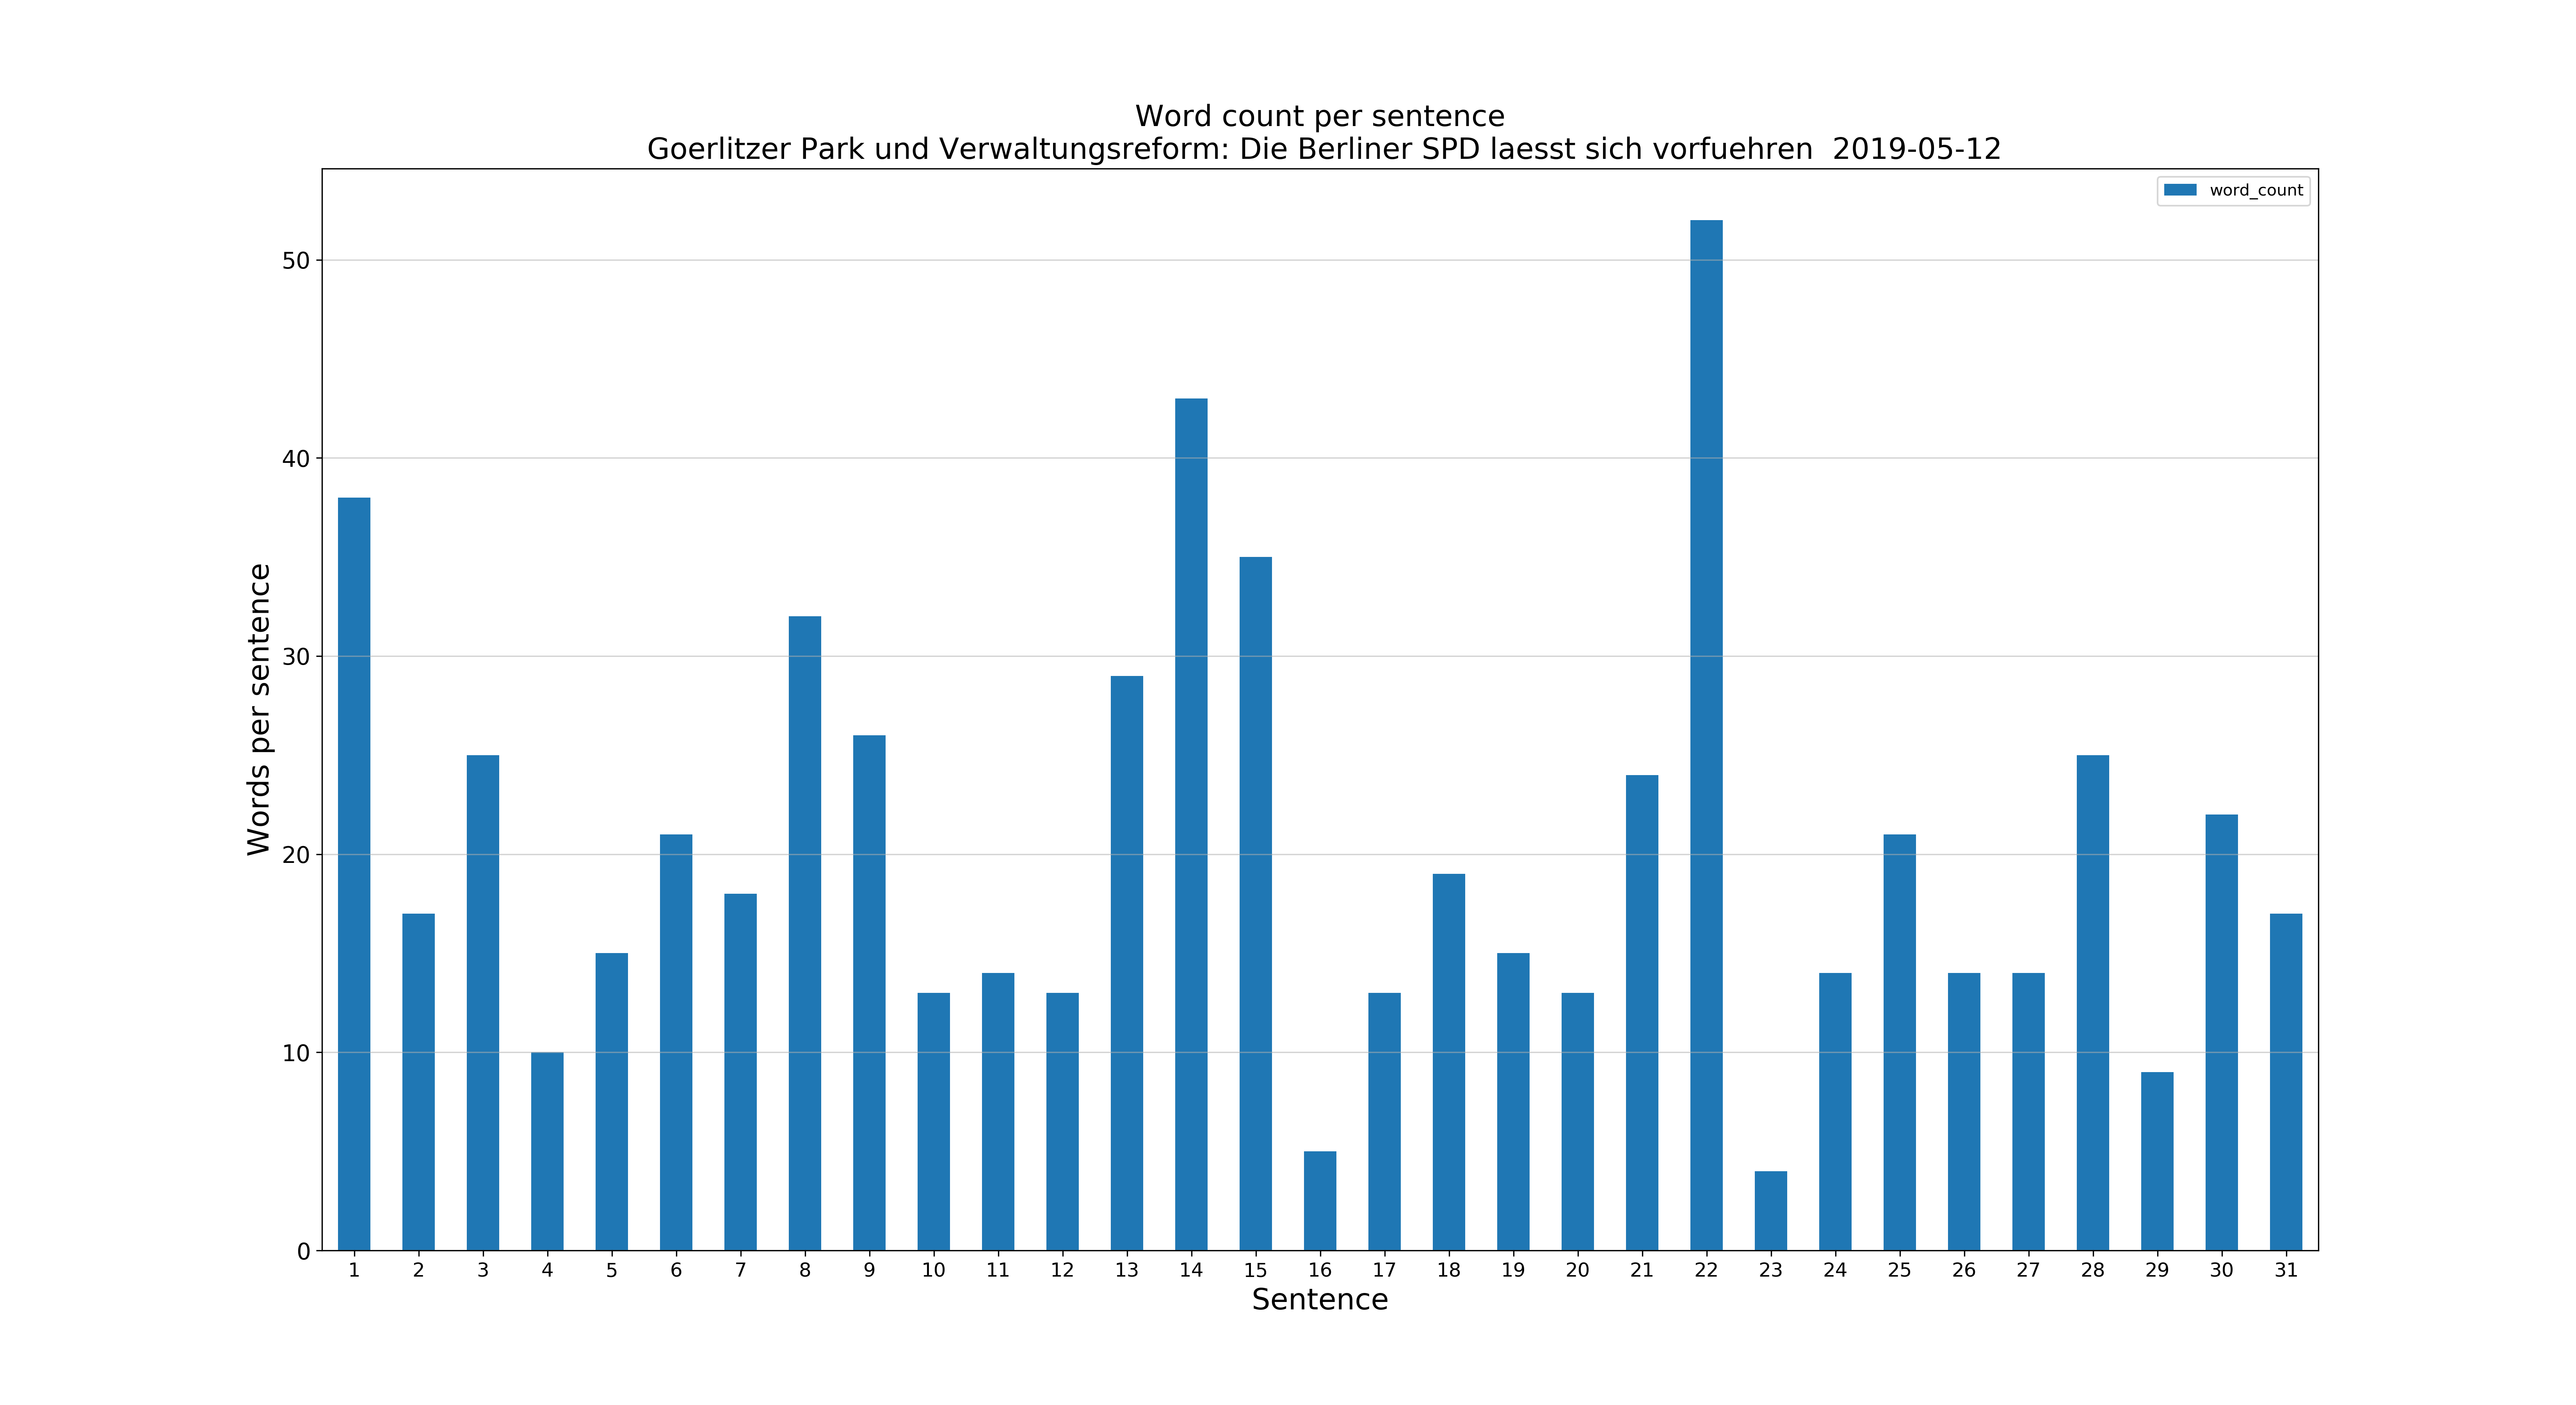 Word count per sentence
Goerlitzer Park und Verwaltungsreform: Die Berliner SPD laesst sich vorfuehren  2019-05-12
word_count
50
40
30
20
10
0
Words per sentence
1 2 3 4 5 6 7 8 9 10 11 12 13 14 15 16 17 18 19 20 21 22 23 24 25 26 27 28 29 30 31
Sentence